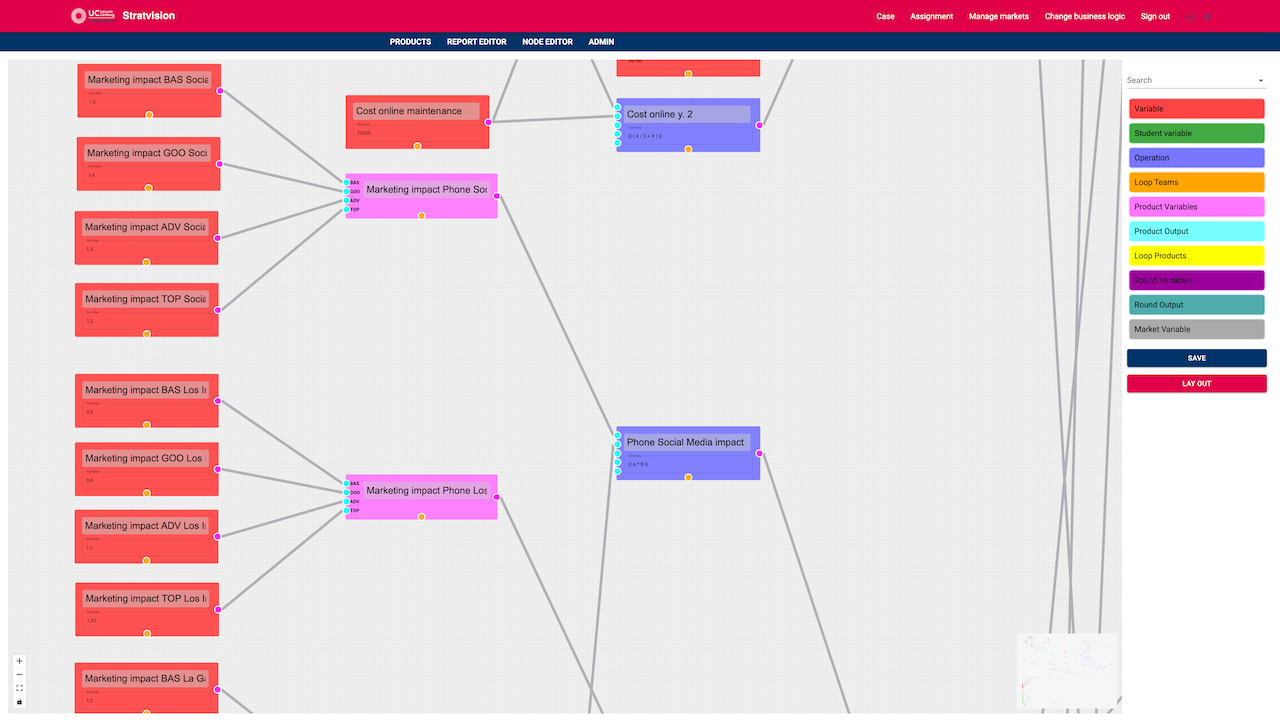 UC
Stratvision
Case
Assignment
Manage markets
Change business logic
Sign out
PRODUCTS
REPORT EDITOR
NODE EDITOR
ADMIN
Marketing impact BAS Socia
Number
1,5
Marketing impact GOO Soci
Number
1,4
Marketing impact ADV Socia
Number
1,3
Marketing impact TOP Socia
Number
1,2
Marketing impact BAS Los I
Number
Marketing impact GOO Los
Number
Marketing impact ADV Los I
Number
1,1
Marketing impact TOP Los I
Number
1,25
Marketing impact BAS La Ga
Number
1,2
Cost online maintenance
Number
20000
BAS
GOO
ADV
TOP
Marketing impact Phone Soc
BAS
GOO
ADV
TOP
Marketing impact Phone Los
Cost online y. 2
Formula
Phone Social Media impact
Formula
{{ A * B }}
Search
Variable
Student variable
Operation
Loop Teams
Product Variables
Product Output
Loop Products
Round Variables
Round Output
Market Variable
SAVE
LAY OUT